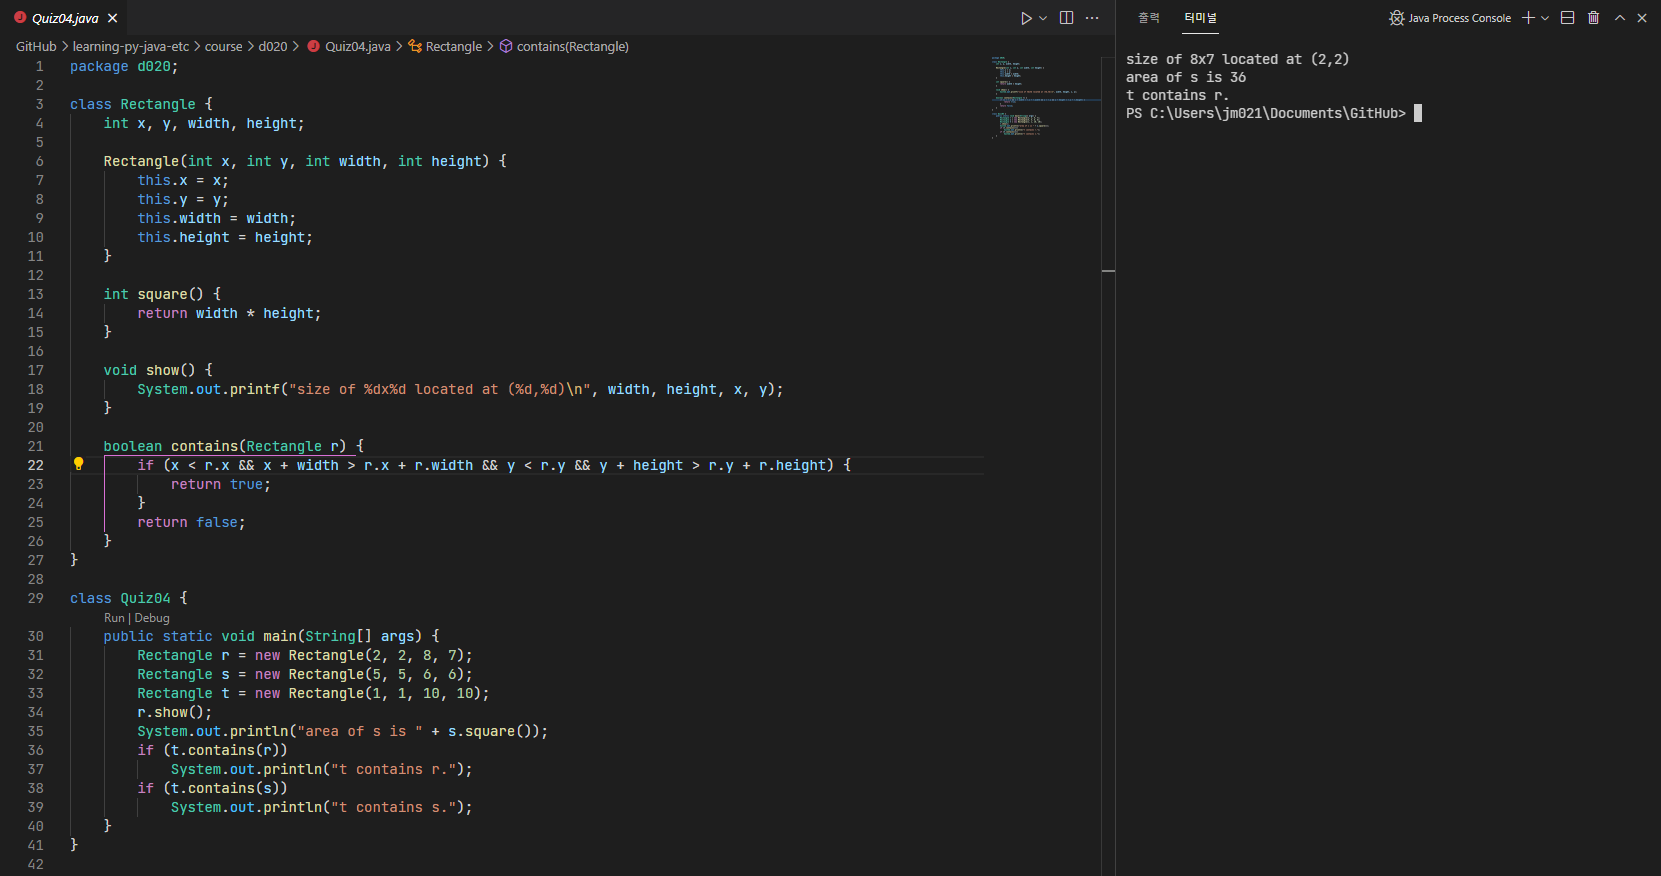 Quiz04.java
GitHub > learning-py-java-etc > course > d020 > Quiz04.java > Rectangle > contains(Rectangle)
1 package d020;
2
3 class Rectangle {
4 int x, y, width, height;
5
6 Rectangle(int x, int y, int width, int height) {
7 this.x = x;
8 this.y = y;
9 this.width = width;
10 this.height = height;
11 }
12
13 int square() {
14 return width * height;
15 }
16
17 void show() {
18 System.out.printf("size of %dx%d located at (%d,%d)\n", width, height, x, y);
19 }
20
21 boolean contains(Rectangle r) {
22 if (x < r.x && x + width > r.x + r.width && y < r.y && y + height > r.y + r.height) {
23 return true;
24 }
25 return false;
26 }
27 }
28
29 class Quiz04 {
Run | Debug
30 public static void main(String[] args) {
31 Rectangle r = new Rectangle(2, 2, 8, 7);
32 Rectangle s = new Rectangle(5, 5, 6, 6);
33 Rectangle t = new Rectangle(1, 1, 10, 10);
34 r.show();
35 System.out.println("area of s is " + s.square());
36 if (t.contains(r))
37 System.out.println("t contains r.");
38 if (t.contains(s))
39 System.out.println("t contains s.");
40 }
41 }
42
출력 터미널 Java Process Console
size of 8x7 located at (2,2)
area of s is 36
t contains r.
PS C:\Users\jm021\Documents\GitHub>